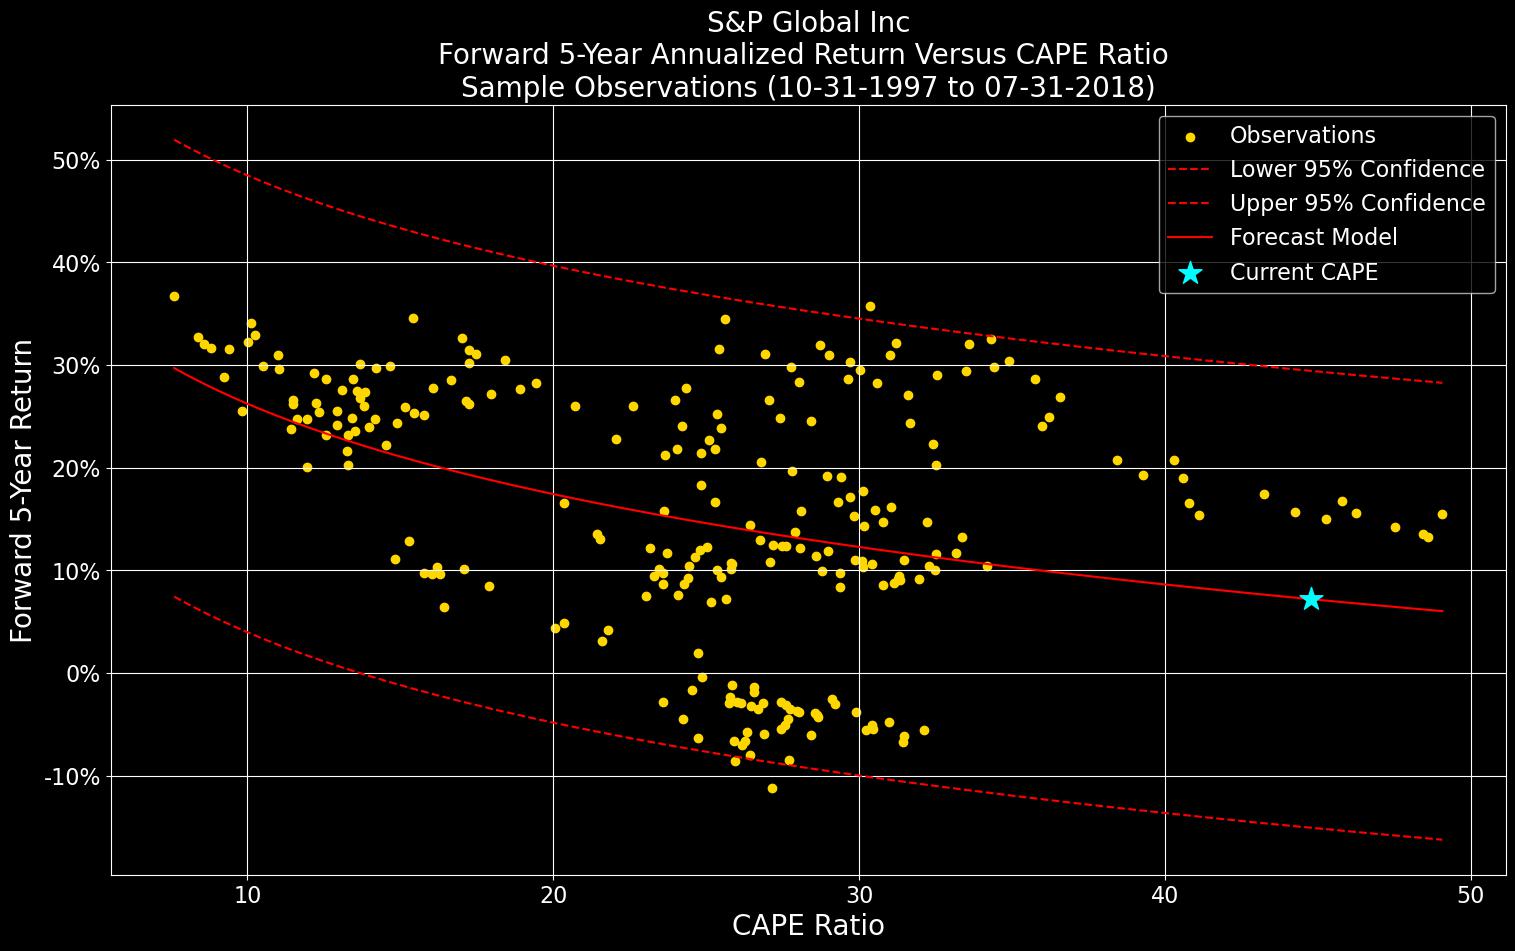 S&P Global Inc
Forward 5-Year Annualized Return Versus CAPE Ratio
Sample Observations (10-31-1997 to 07-31-2018)
Observations
Lower 95% Confidence
Upper 95% Confidence
Forecast Model
Current CAPE
Forward 5-Year Return
50%
40%
30%
20%
10%
0%
-10%
10 20 30 40 50
CAPE Ratio